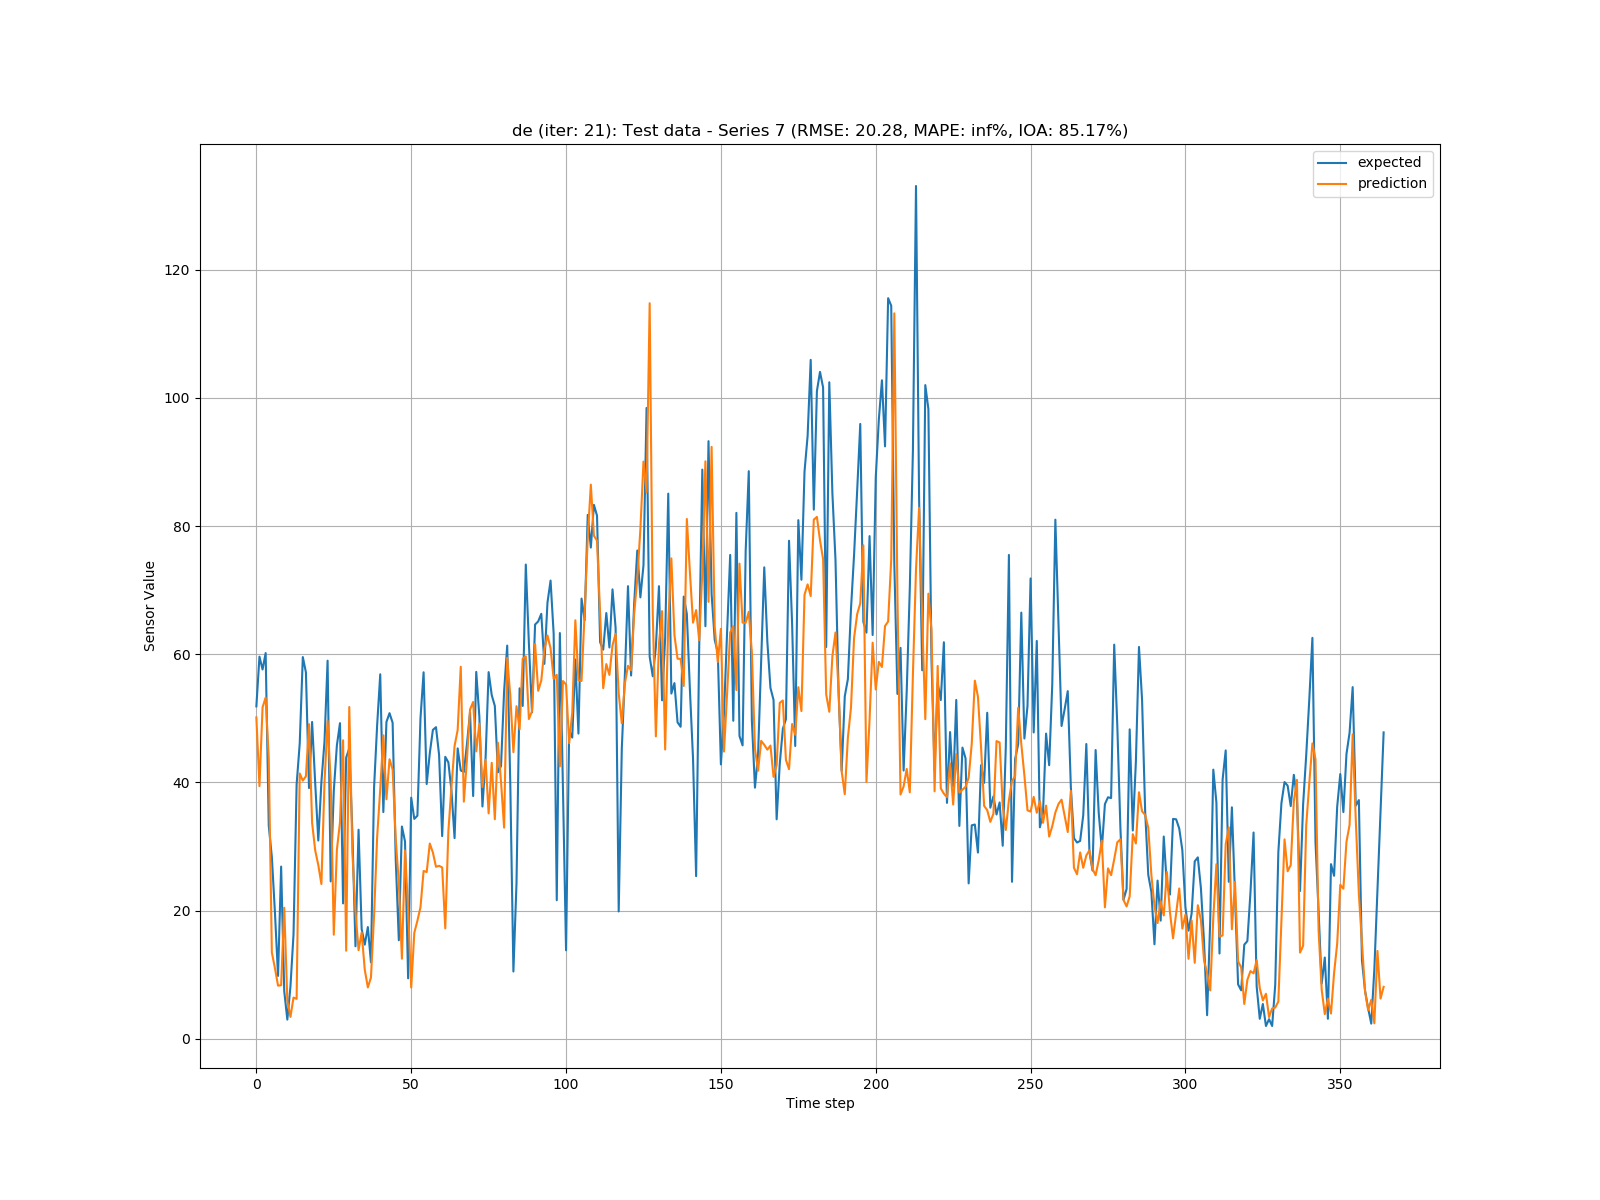 de (iter: 21): Test data - Series 7 (RMSE: 20.28, MAPE: inf%, IOA: 85.17%)
expected
prediction
120
100
80
60
40
20
0
Sensor Value
0 50 100 150 200 250 300 350
Time step